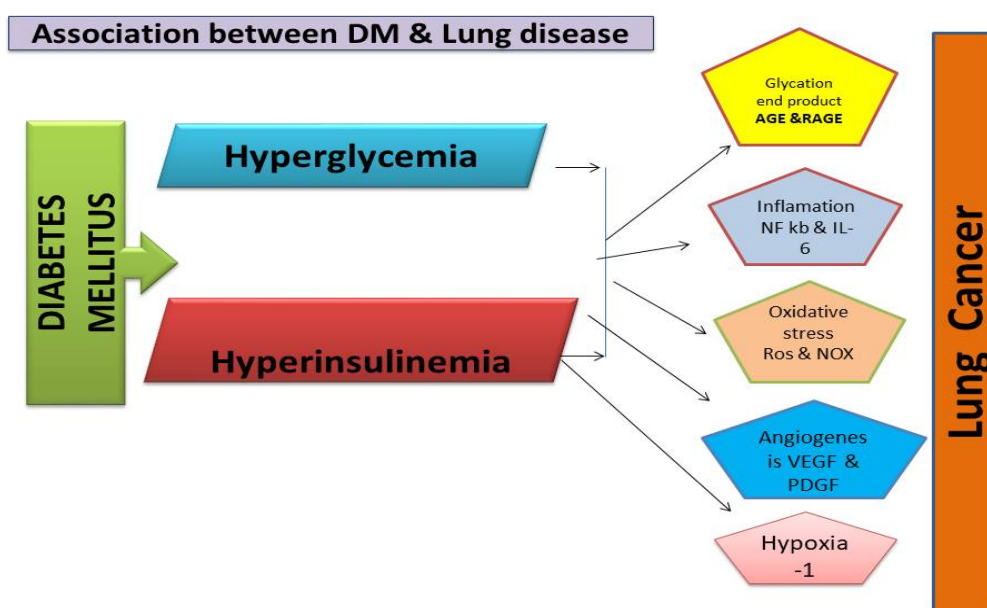 Association between DM & Lung disease
DIABETES
MELLITUS
Hyperglycemia
Hyperinsulinemia
Glycation
end product
AGE &RAGE
Inflamation
NF kb & IL-
6
Oxidative
stress
Ros & NOX
Angiogenes
is VEGF &
PDGF
Hypoxia
-1
Lung Cancer